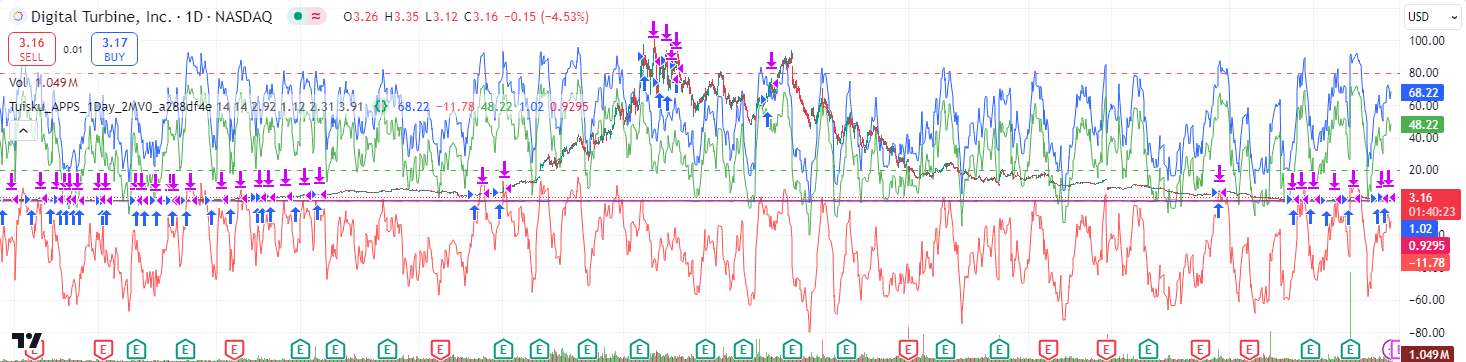 Digital Turbine, Inc. · 1D · NASDAQ O3.26 H3.35 L3.12 C3.16 −0.15 (−4.53%)
USD
3.16 SELL
0.01
3.17 BUY
Vol 1.049 M
Tuisku_APPS_1Day_2MV0_a288df4e 14 14 2.92 1.12 2.31 3.91 {} 68.22 −11.78 48.22 1.02 0.9295
100.00
80.00
68.22
60.00
48.22
40.00
20.00
3.16
01:40:23
1.02
0.9295
−11.78
−60.00
−80.00
1.049 M
E E E E E E E E E E E E E E E E E E E E E E E E E E E